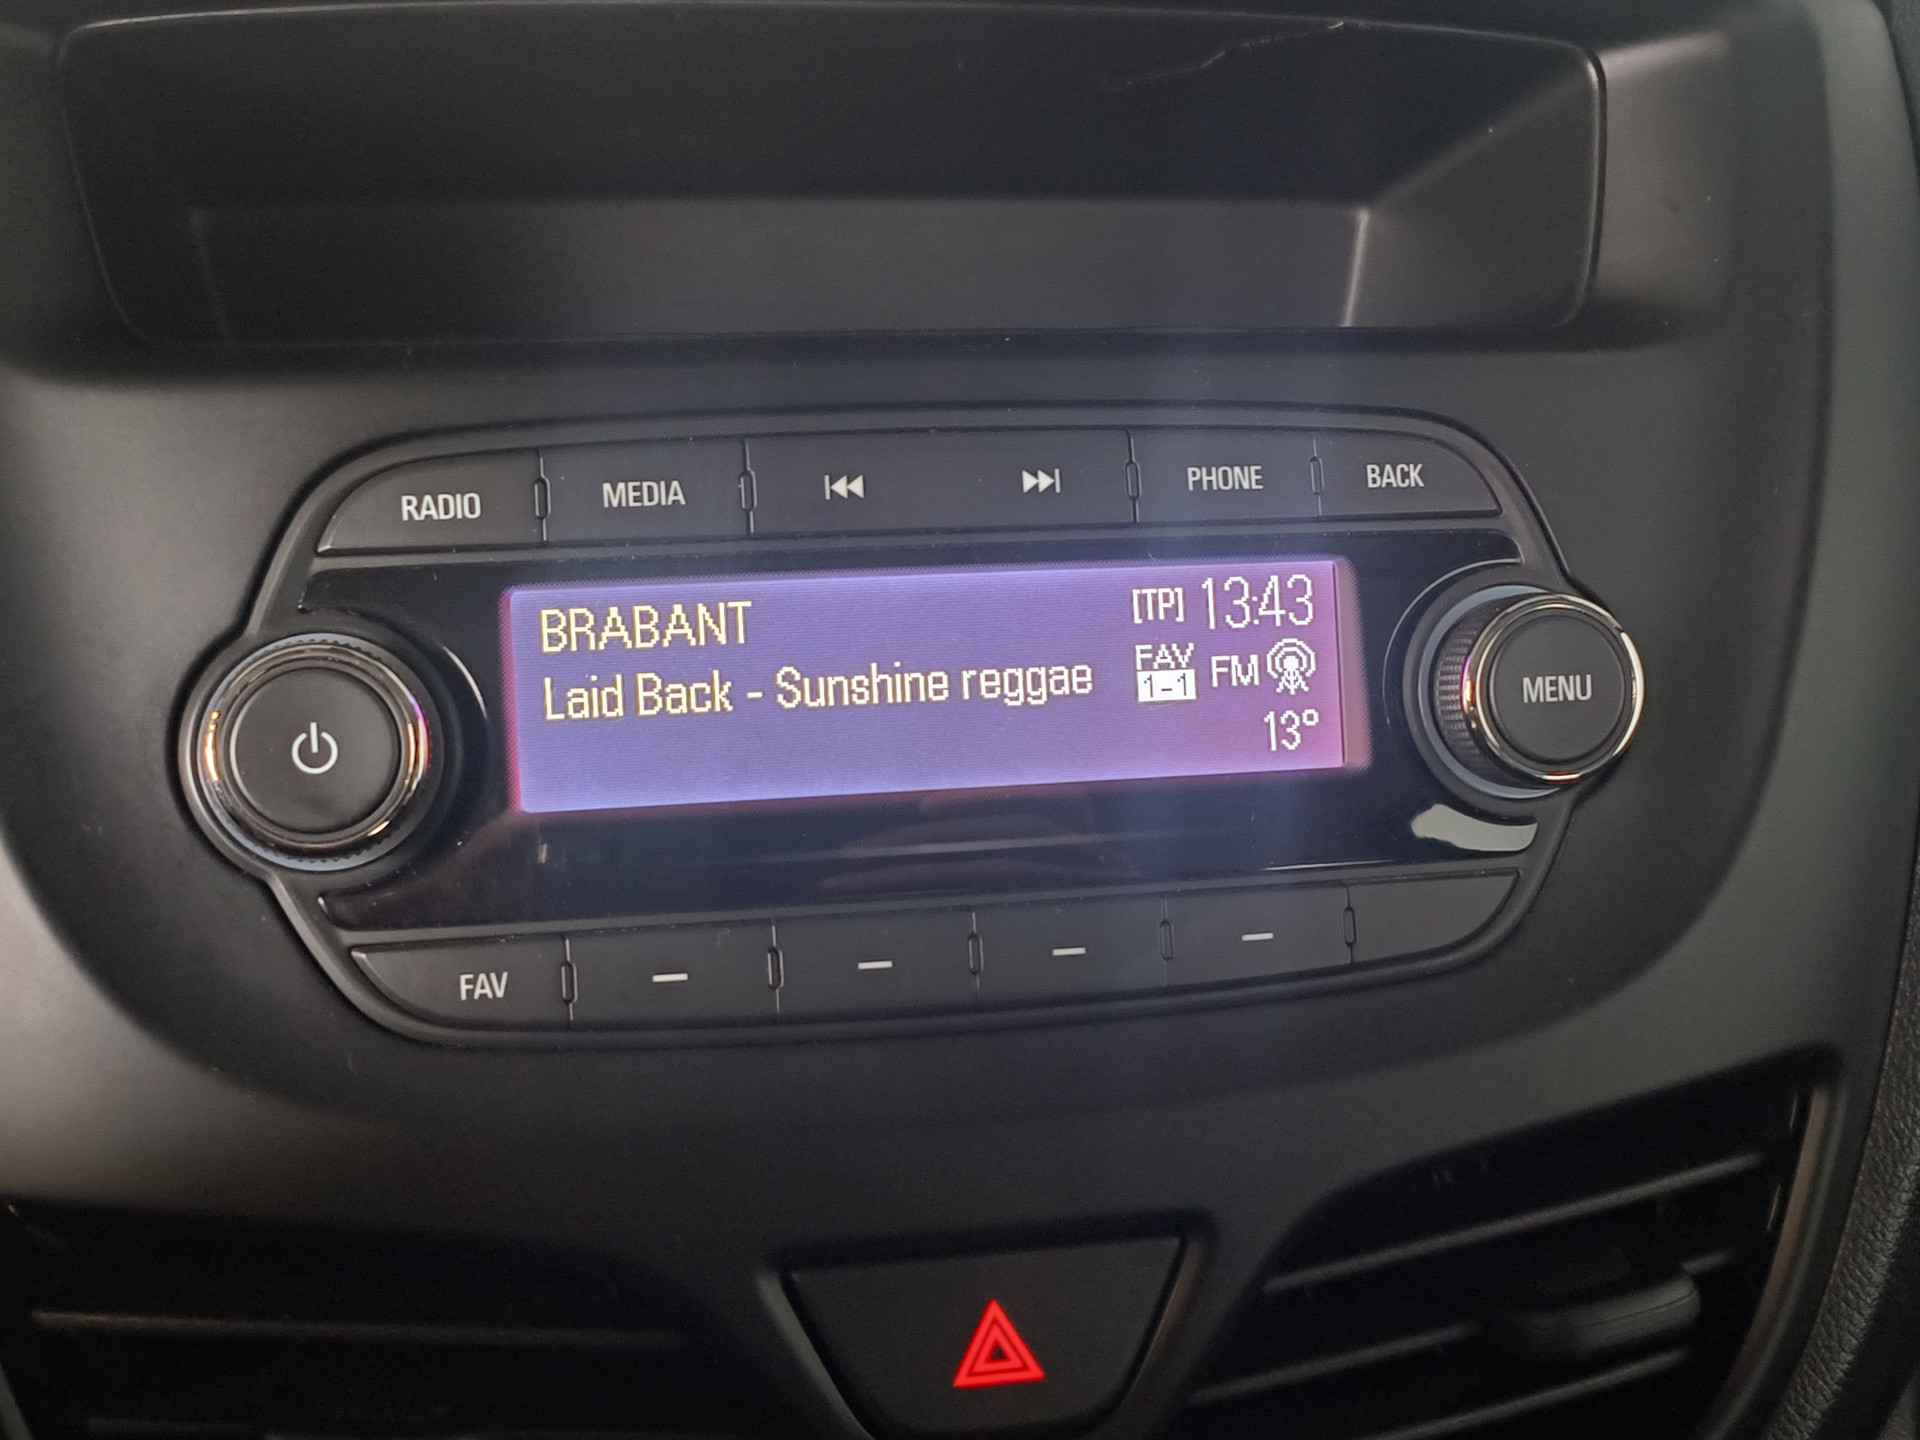 RADIO MEDIA PHONE BACK
BRABANT [TP] 13:43
Laid Back - Sunshine reggae FAV 1-1 FM
13°
MENU
FAV